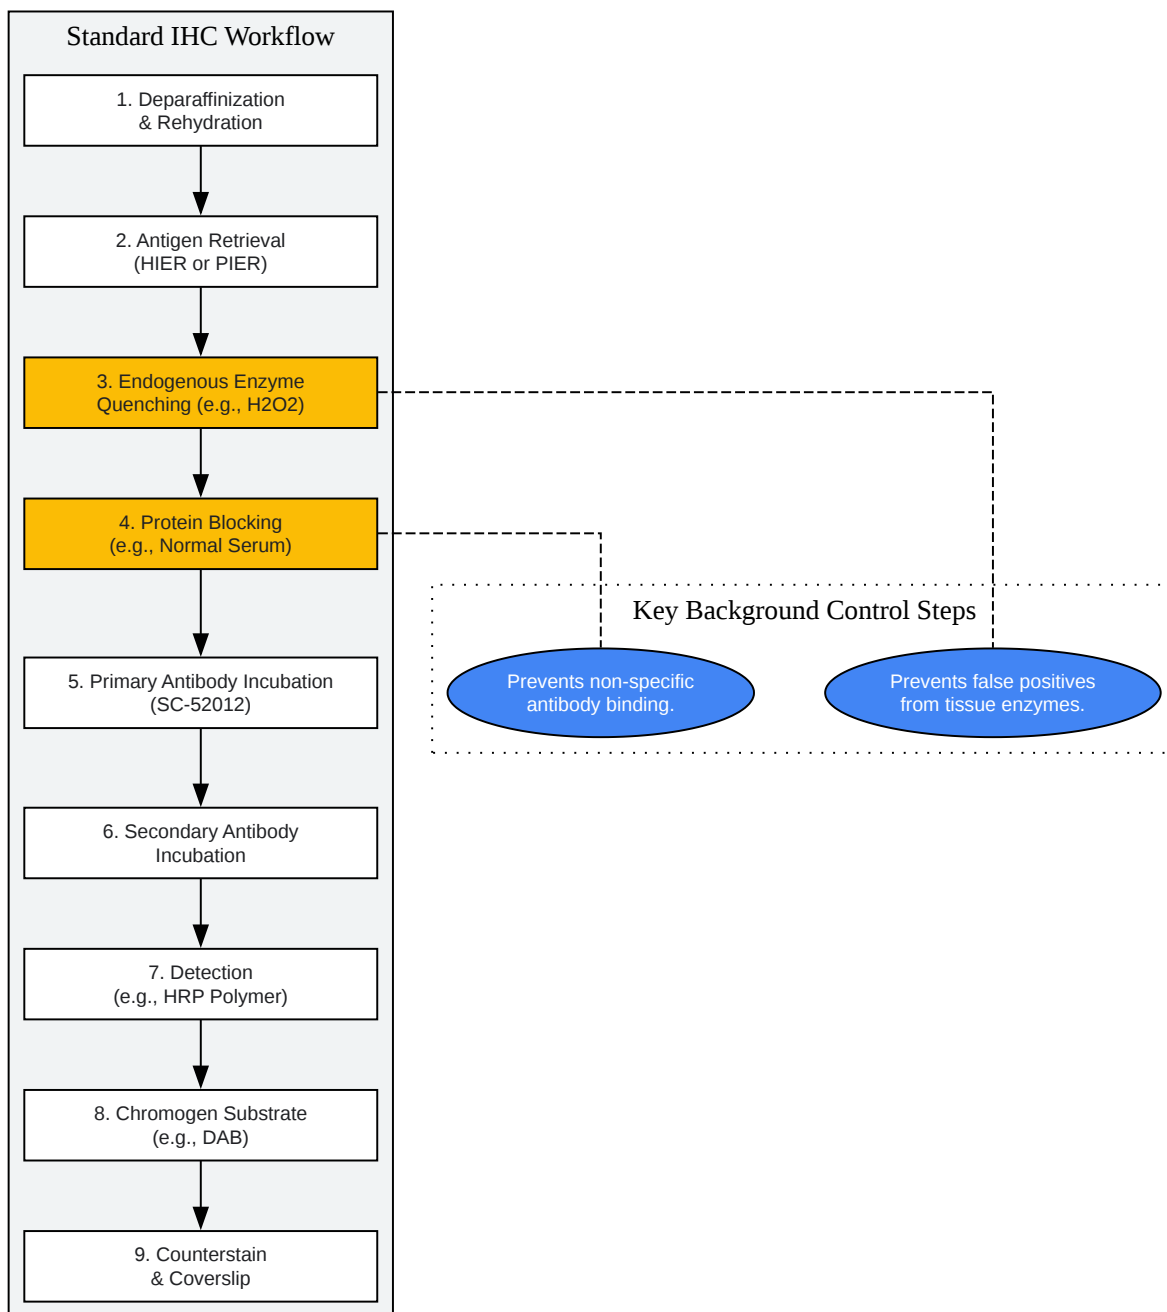 Standard IHC Workflow
1. Deparaffinization
& Rehydration
2. Antigen Retrieval
(HIER or PIER)
3. Endogenous Enzyme
Quenching (e.g., H2O2)
4. Protein Blocking
(e.g., Normal Serum)
5. Primary Antibody Incubation
(SC-52012)
6. Secondary Antibody
Incubation
7. Detection
(e.g., HRP Polymer)
8. Chromogen Substrate
(e.g., DAB)
9. Counterstain
& Coverslip
Key Background Control Steps
Prevents non-specific
antibody binding.
Prevents false positives
from tissue enzymes.